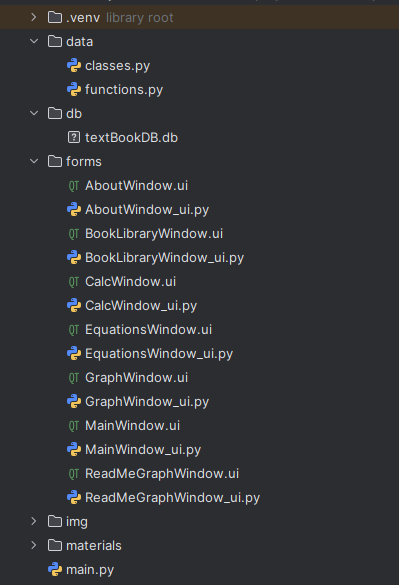 .venv library root
data
classes.py
functions.py
db
textBookDB.db
forms
AboutWindow.ui
AboutWindow_ui.py
BookLibraryWindow.ui
BookLibraryWindow_ui.py
CalcWindow.ui
CalcWindow_ui.py
EquationsWindow.ui
EquationsWindow_ui.py
GraphWindow.ui
GraphWindow_ui.py
MainWindow.ui
MainWindow_ui.py
ReadMeGraphWindow.ui
ReadMeGraphWindow_ui.py
img
materials
main.py